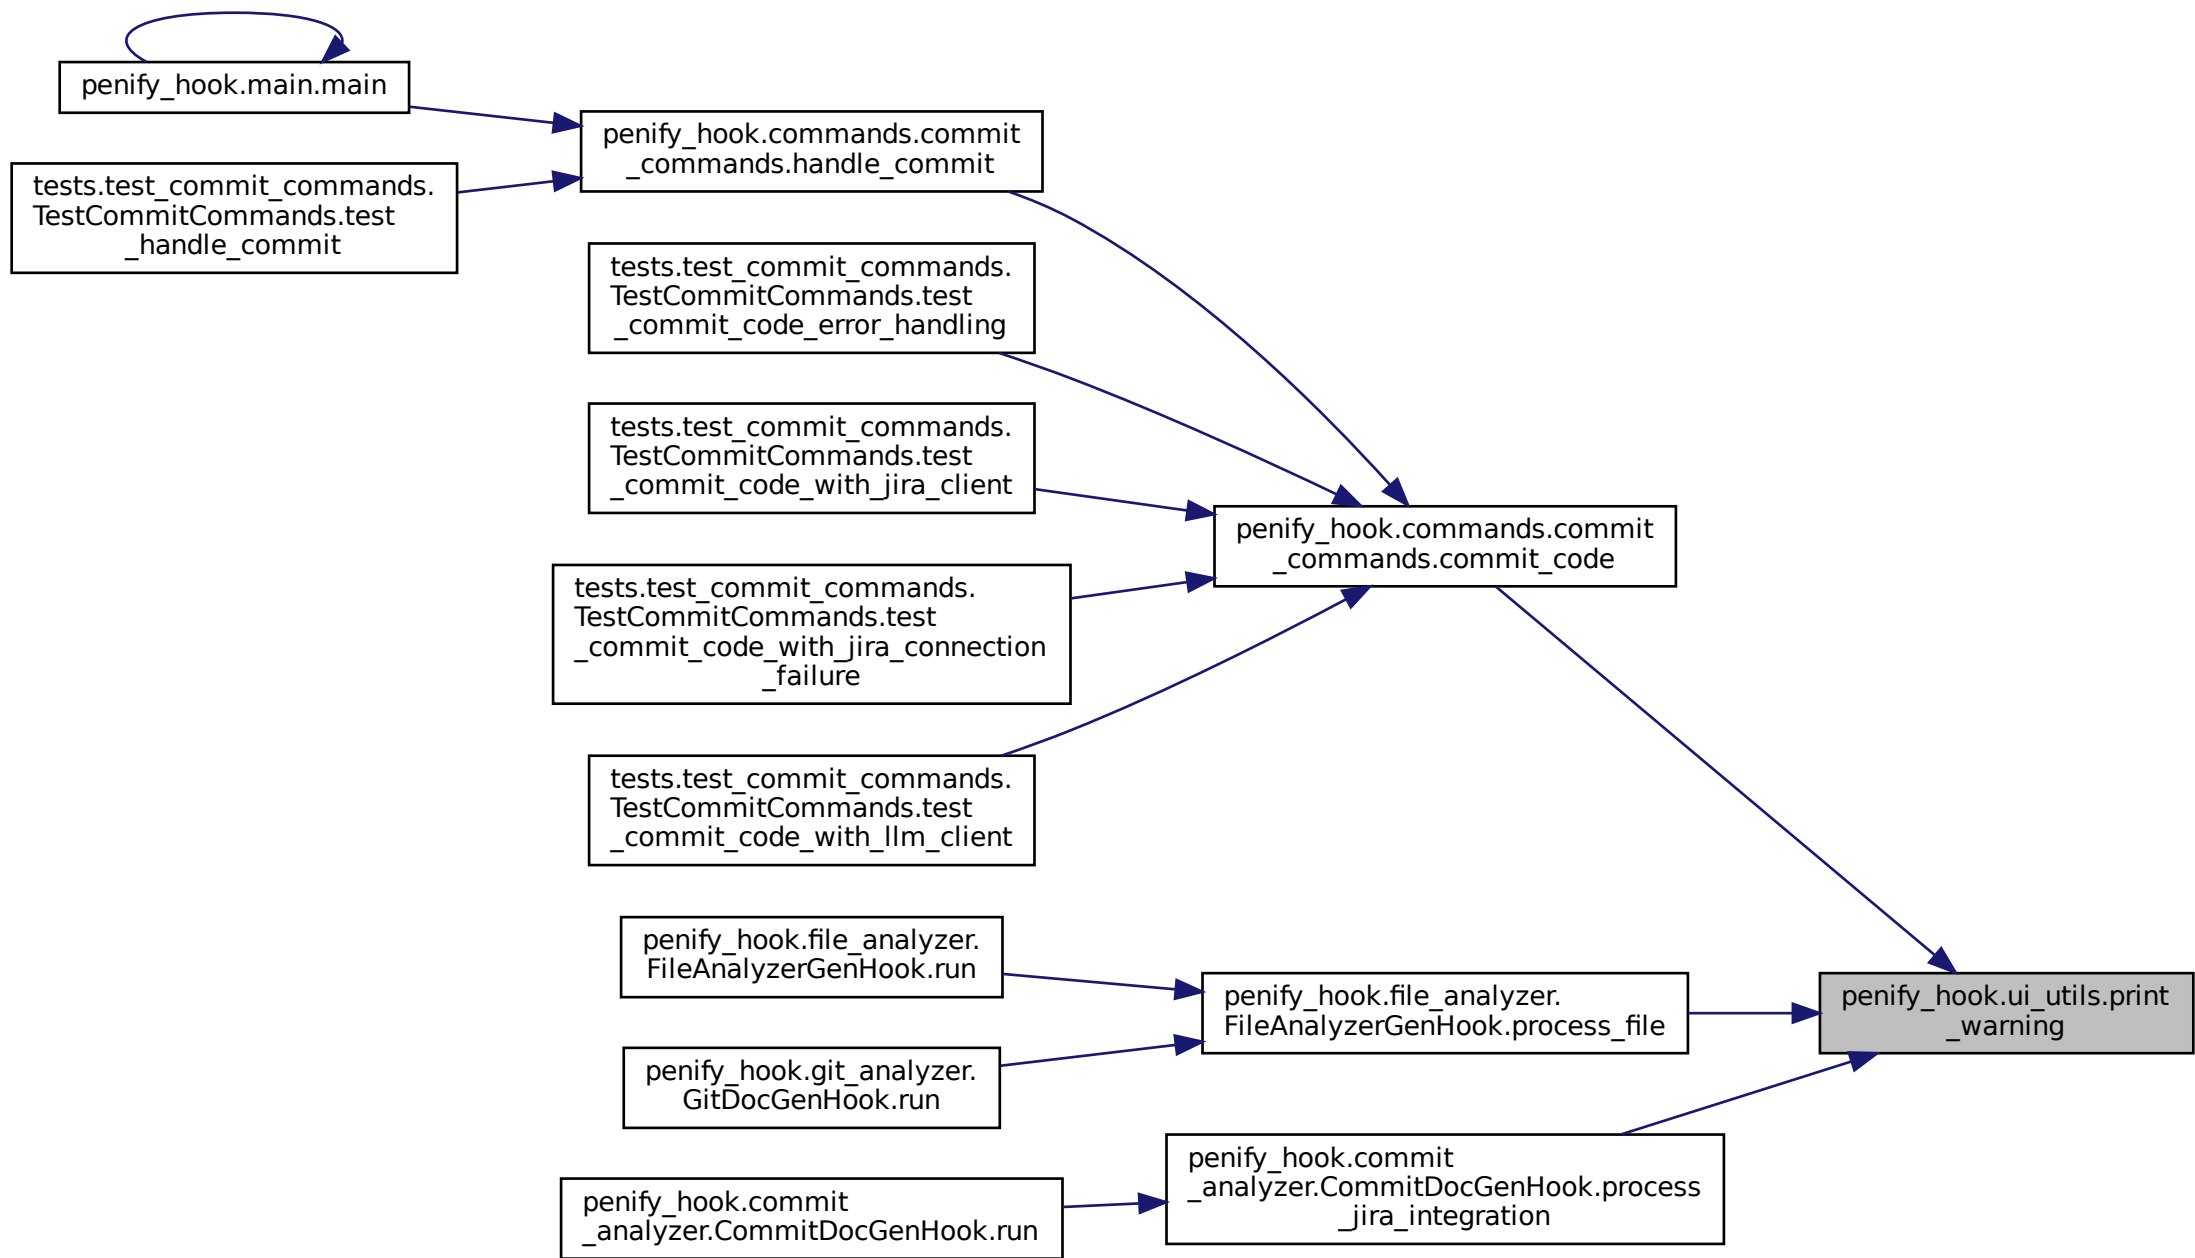 penify_hook.main.main
penify_hook.commands.commit
_commands.handle_commit
tests.test_commit_commands.
TestCommitCommands.test
_handle_commit
tests.test_commit_commands.
TestCommitCommands.test
_commit_code_error_handling
tests.test_commit_commands.
TestCommitCommands.test
_commit_code_with_jira_client
penify_hook.commands.commit
_commands.commit_code
tests.test_commit_commands.
TestCommitCommands.test
_commit_code_with_jira_connection
_failure
tests.test_commit_commands.
TestCommitCommands.test
_commit_code_with_llm_client
penify_hook.file_analyzer.
FileAnalyzerGenHook.run
penify_hook.file_analyzer.
FileAnalyzerGenHook.process_file
penify_hook.ui_utils.print
_warning
penify_hook.git_analyzer.
GitDocGenHook.run
penify_hook.commit
_analyzer.CommitDocGenHook.process
_jira_integration
penify_hook.commit
_analyzer.CommitDocGenHook.run